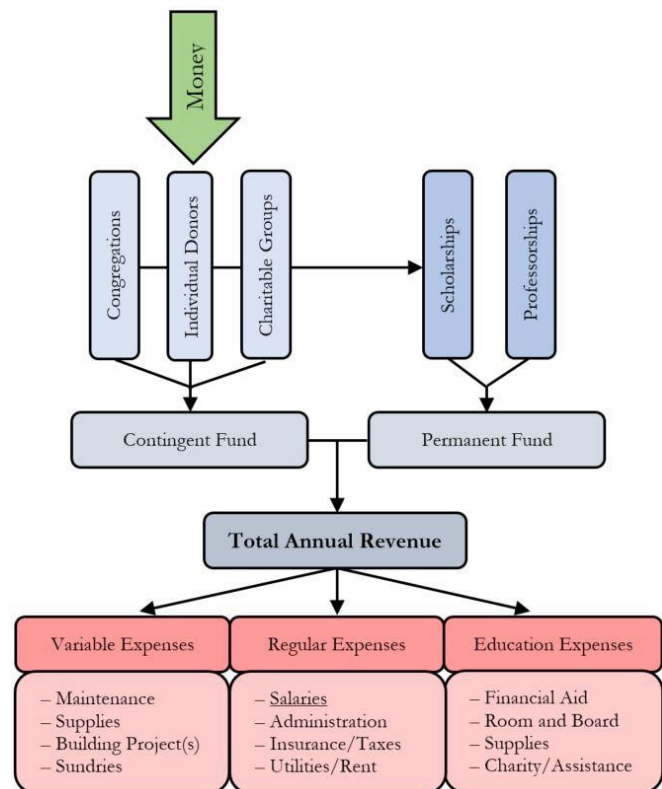 Money
Congregations
Individual Donors
Charitable Groups
Scholarships
Professorships
Contingent Fund
Permanent Fund
Total Annual Revenue
Variable Expenses
Regular Expenses
Education Expenses
– Maintenance
– Supplies
– Building Project(s)
– Sundries
– Salaries
– Administration
– Insurance/Taxes
– Utilities/Rent
– Financial Aid
– Room and Board
– Supplies
– Charity/Assistance